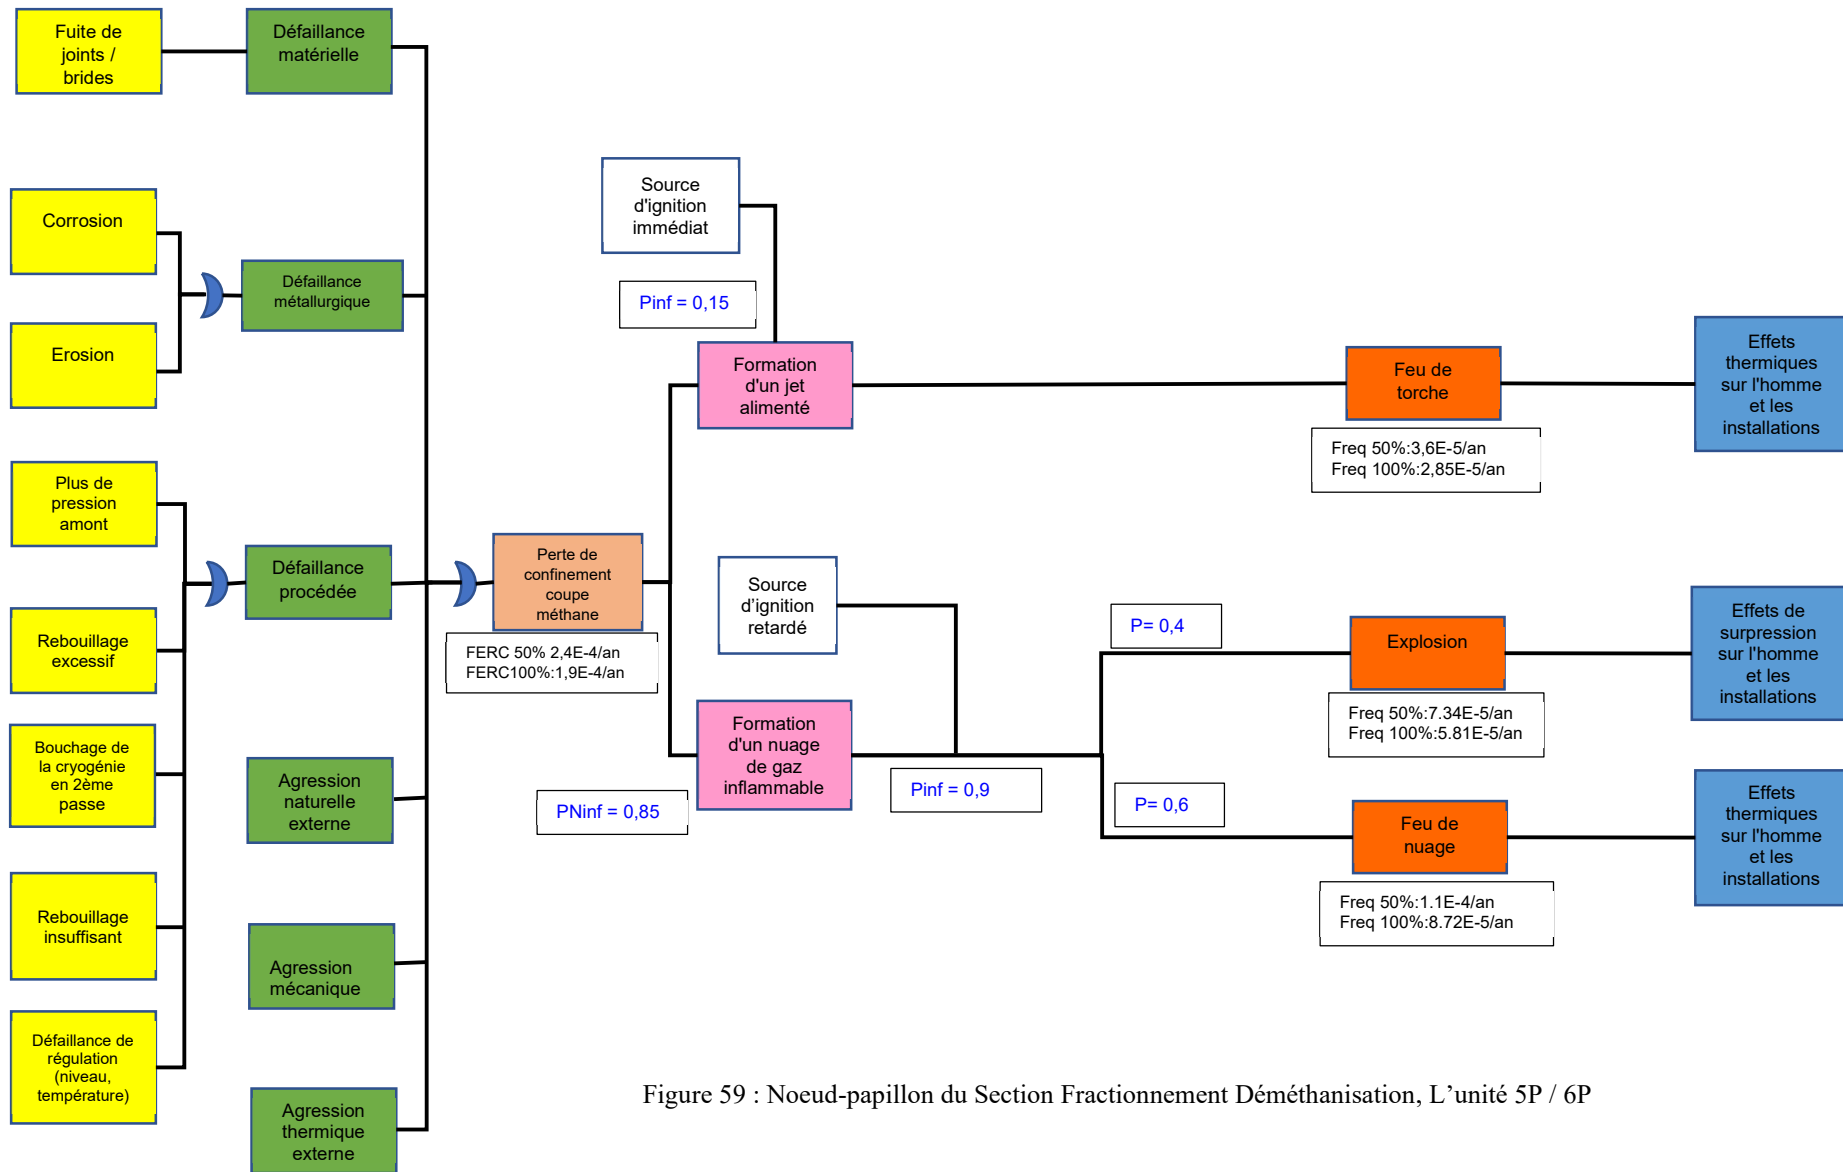 Fuite de
joints /
brides
Défaillance
matérielle
Corrosion
Erosion
Défaillance
métallurgique
Plus de
pression
amont
Rebouillage
excessif
Bouchage de
la cryogénie
en 2ème
passe
Rebouillage
insuffisant
Défaillance de
régulation
(niveau,
température)
Défaillance
procédée
Agression
naturelle
externe
Agression
mécanique
Agression
thermique
externe
Perte de
confinement
coupe
méthane
FERC 50% 2,4E-4/an
FERC100%:1,9E-4/an
Source
d'ignition
immédiat
Pinf = 0,15
Formation
d'un jet
alimenté
Feu de
torche
Freq 50%:3,6E-5/an
Freq 100%:2,85E-5/an
Effets
thermiques
sur l'homme
et les
installations
Source
d’ignition
retardé
Formation
d'un nuage
de gaz
inflammable
PNinf = 0,85
Pinf = 0,9
P= 0,4
Explosion
Freq 50%:7.34E-5/an
Freq 100%:5.81E-5/an
Effets de
surpression
sur l'homme
et les
installations
P= 0,6
Feu de
nuage
Freq 50%:1.1E-4/an
Freq 100%:8.72E-5/an
Effets
thermiques
sur l'homme
et les
installations
Figure 59 : Noeud-papillon du Section Fractionnement Déméthanisation, L’unité 5P / 6P